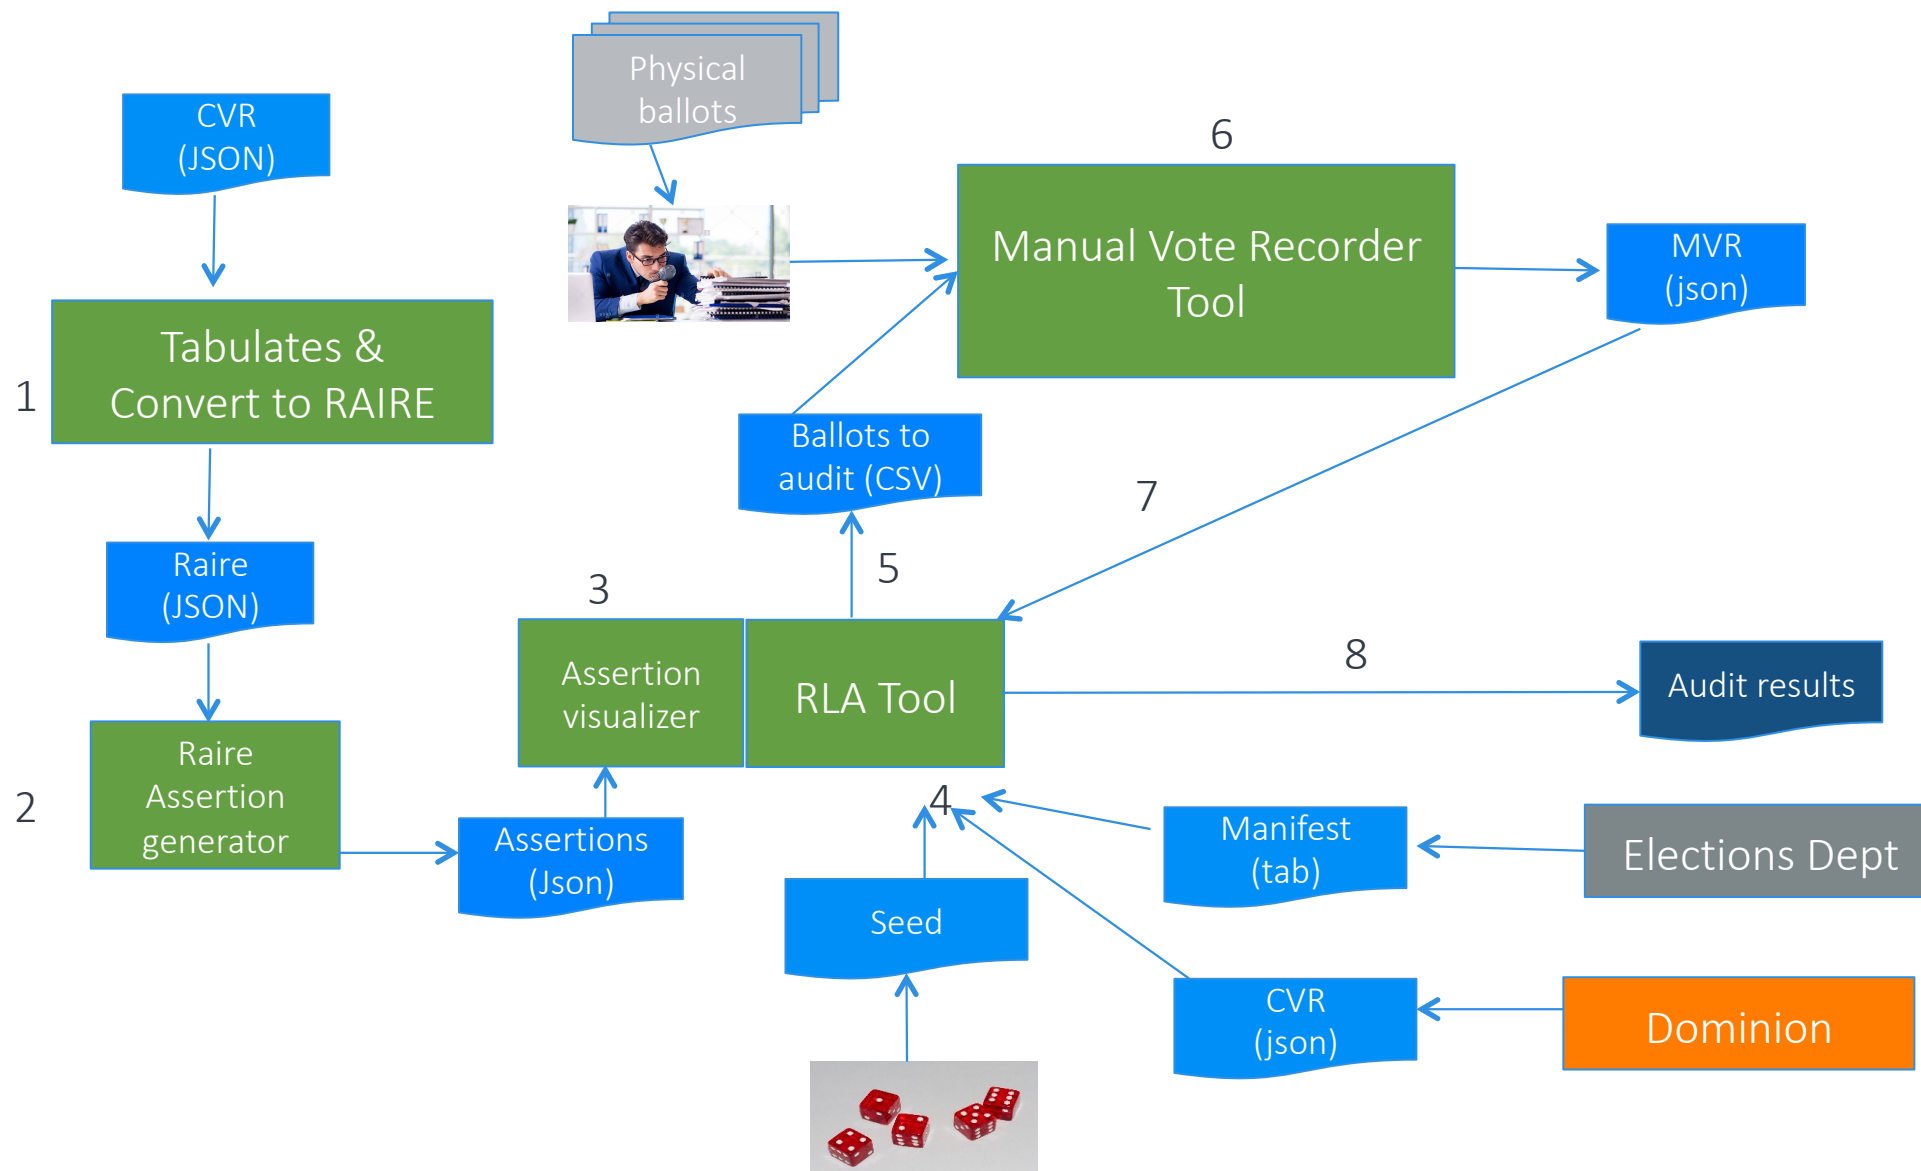 Physical
ballots
CVR
(JSON)
6
Manual Vote Recorder
Tool
MVR
(json)
1
Tabulates &
Convert to RAIRE
Ballots to
audit (CSV)
7
Raire
(JSON)
5
3
Assertion
visualizer
RLA Tool
8
Audit results
2
Raire
Assertion
generator
Assertions
(Json)
4
Manifest
(tab)
Elections Dept
Seed
CVR
(json)
Dominion